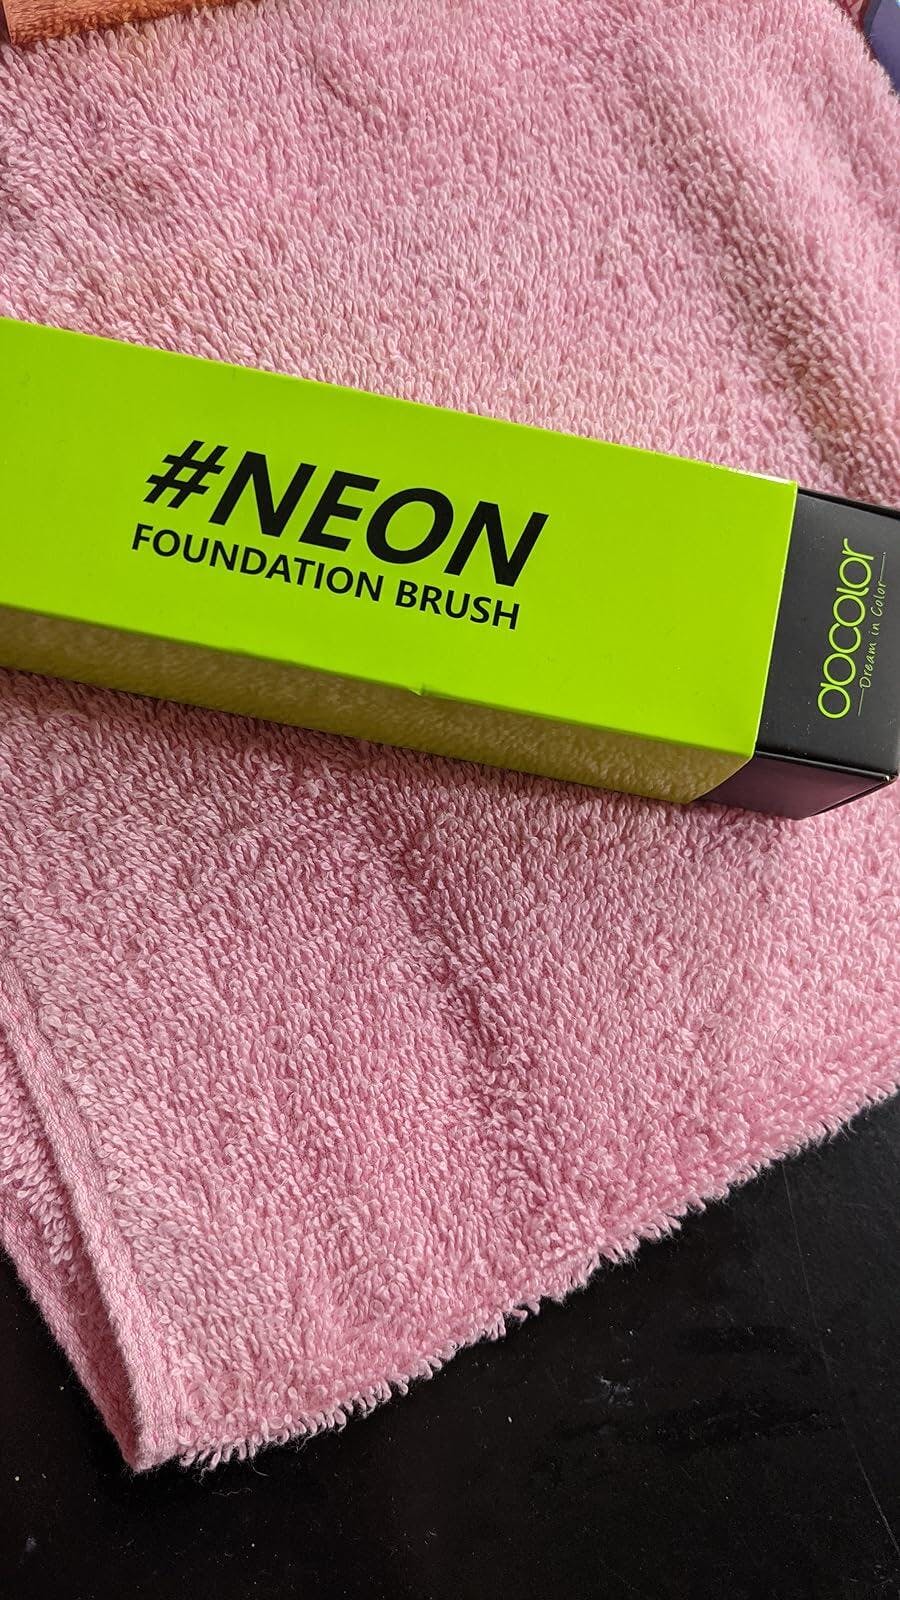 #NEON
FOUNDATION BRUSH
docolor
Dream in Color